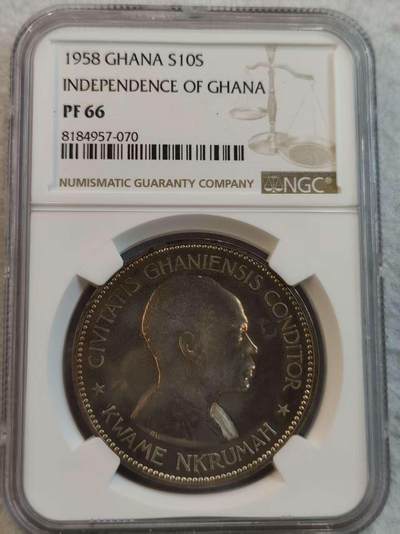 1958 GHANA S10S
INDEPENDENCE OF GHANA
PF 66
8184957-070
NUMISMATIC GUARANTY COMPANY NGC®
CIVITATIS GHANIENSIS CONDITOR
★ KWAME NKRUMAH ★